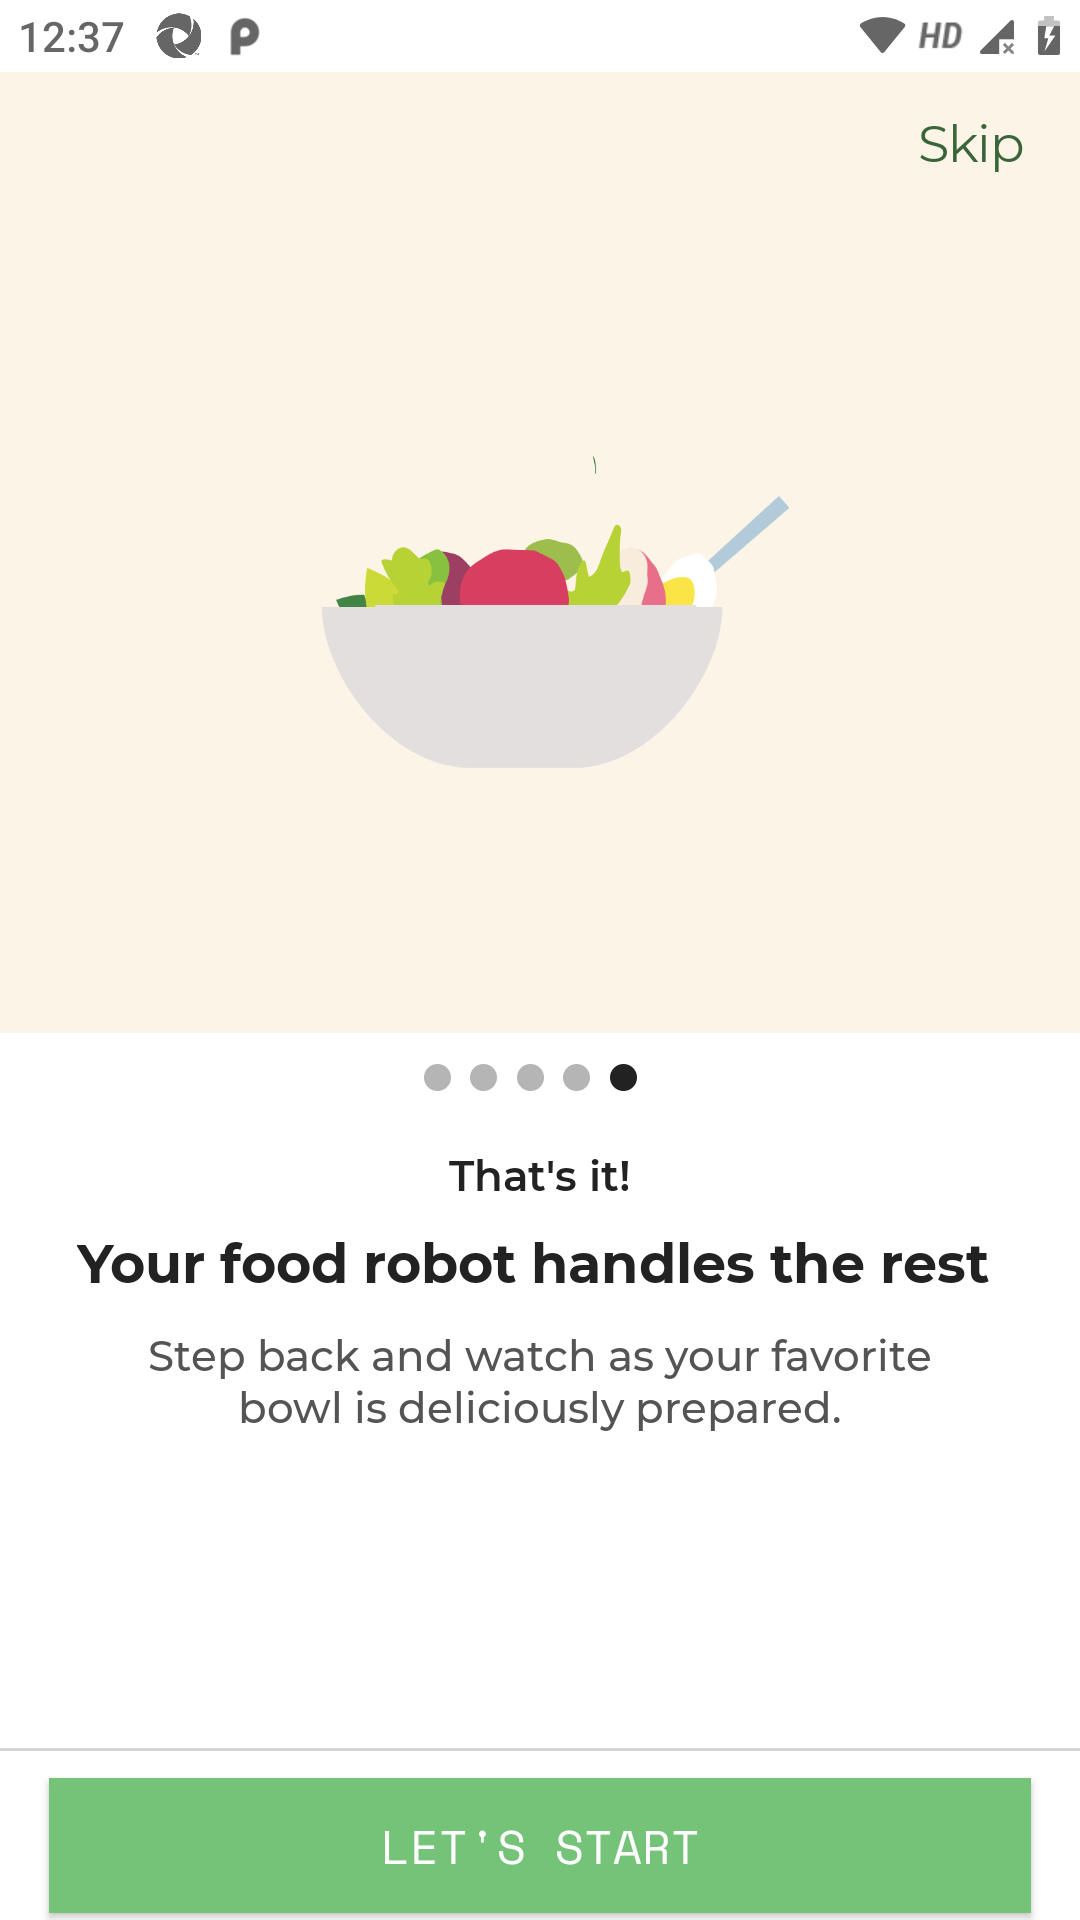 12:37
HD
Skip
That's it!
Your food robot handles the rest
Step back and watch as your favorite
bowl is deliciously prepared.
LET'S START